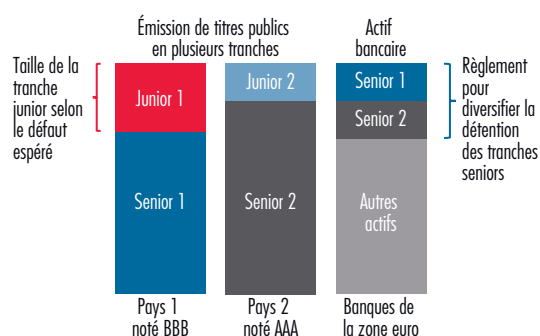 Émission de titres publics
en plusieurs tranches
Actif
bancaire
Taille de la
tranche
junior selon
le défaut
espéré
Junior 1
Senior 1
Junior 2
Senior 2
Senior 1
Senior 2
Autres
actifs
Règlement
pour
diversifier la
détention
des tranches
seniors
Pays 1
noté BBB
Pays 2
noté AAA
Banques de
la zone euro